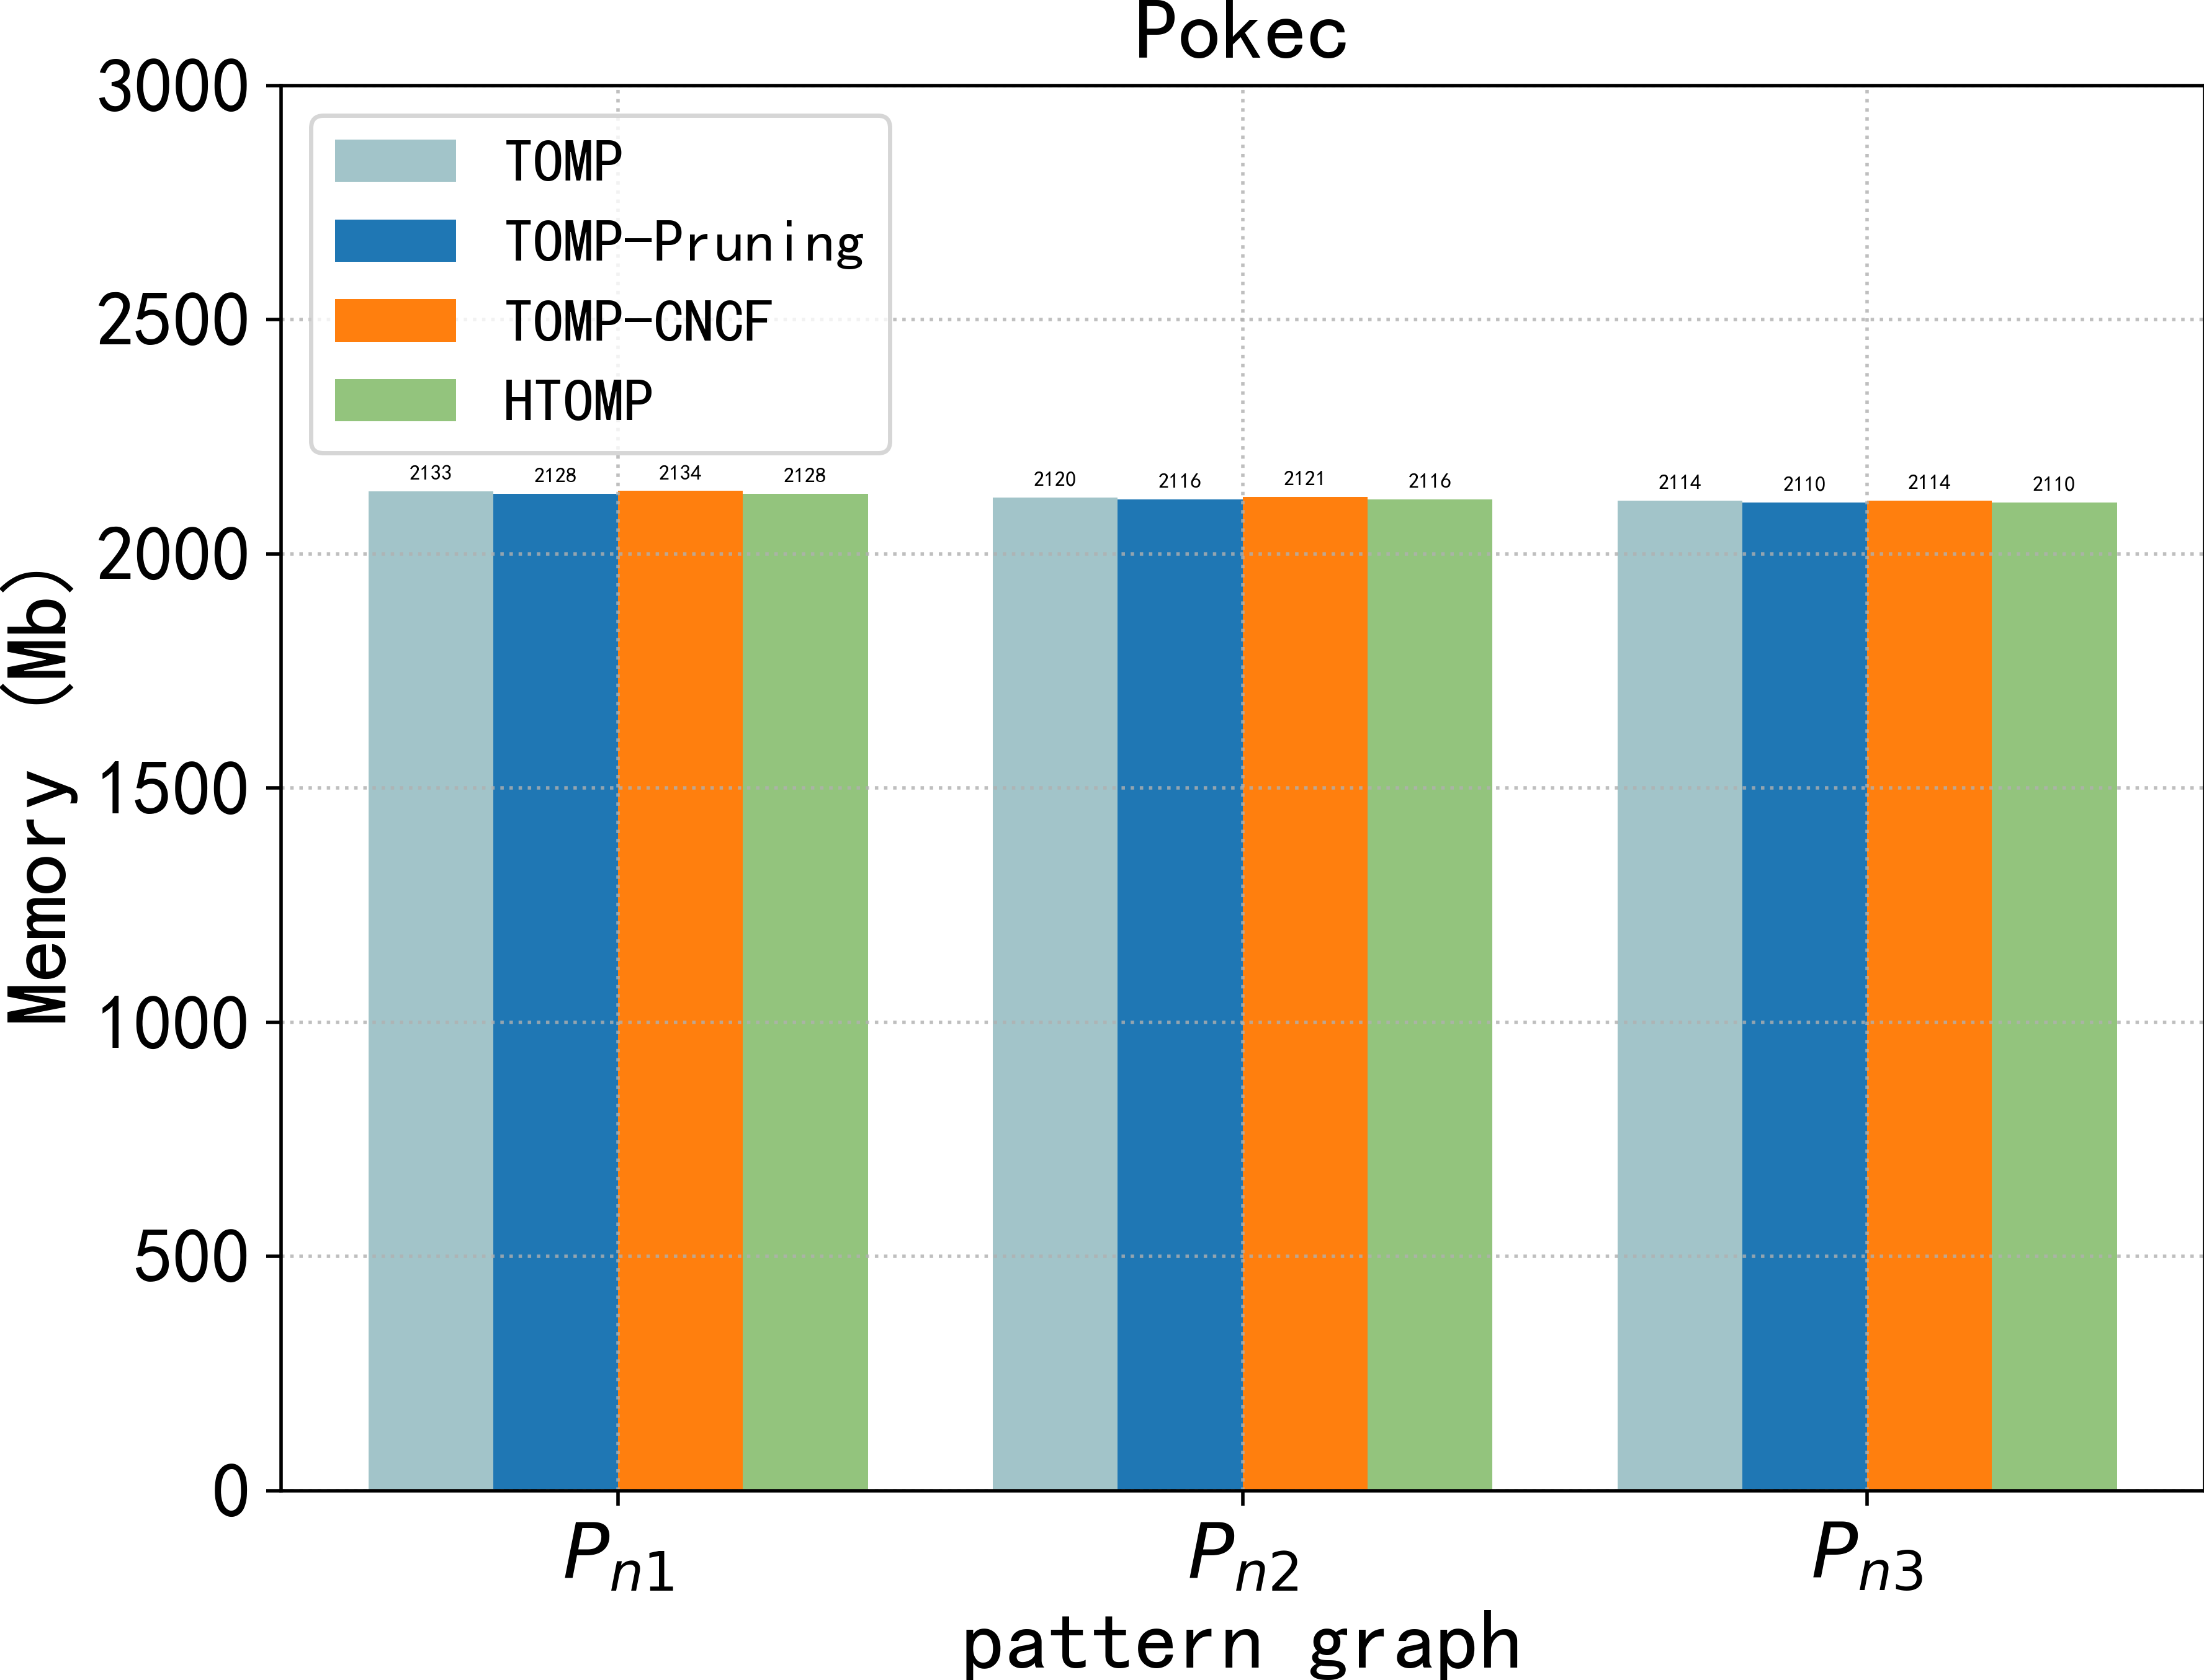 Pokec
3000
2500
2000
1500
1000
500
0
Memory (Mb)
TOMP
TOMP-Pruning
TOMP-CNCF
HTOMP
2133 2128 2134 2128 2120 2116 2121 2116 2114 2110 2114 2110
Pn1 Pn2 Pn3
pattern graph